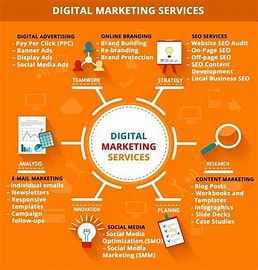 DIGITAL MARKETING SERVICES
DIGITAL ADVERTISING
- Pay Per Click (PPC)
- Banner Ads
- Display Ads
- Social Media Ads
ONLINE BRANDING
- Brand Building
- Re-branding
- Brand Protection
SEO SERVICES
- Website SEO Audit
- On-Page SEO
- Off-page SEO
- SEO Content
Development
- Local Business SEO
TEAMWORK
STRATEGY
DIGITAL
MARKETING
SERVICES
ANALYSIS
RESEARCH
E-MAIL MARKETING
- Individual emails
- Newsletters
- Responsive
templates
- Campaign
follow-ups
CONTENT MARKETING
- Blog Posts
- Workbooks and
Templates
- Infographics
- Slide Decks
- Case Studies
INNOVATION
PLANING
SOCIAL MEDIA
- Social Media
Optimization (SMO)
- Social Media
Marketing (SMM)